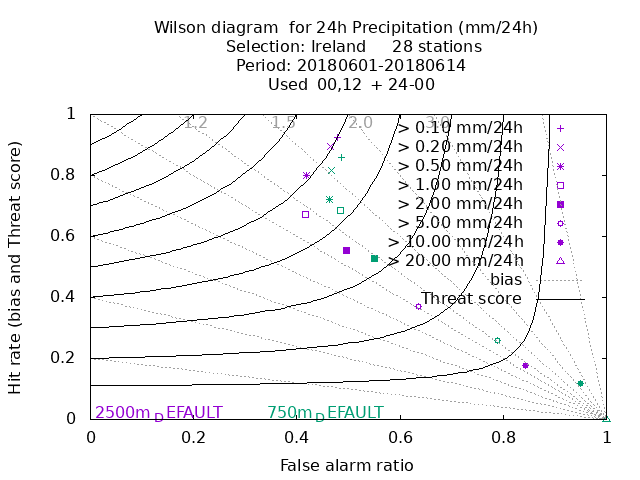 Wilson diagram  for 24h Precipitation (mm/24h)
Selection: Ireland     28 stations
Period: 20180601-20180614
Used  00,12  + 24-00
Hit rate (bias and Threat score)
1
0.8
0.6
0.4
0.2
0
1.2 1.5 2.0 3.0
> 0.10 mm/24h
> 0.20 mm/24h
> 0.50 mm/24h
> 1.00 mm/24h
> 2.00 mm/24h
> 5.00 mm/24h
> 10.00 mm/24h
> 20.00 mm/24h
bias
Threat score
2500mDEFAULT 750mDEFAULT
0 0.2 0.4 0.6 0.8 1
False alarm ratio